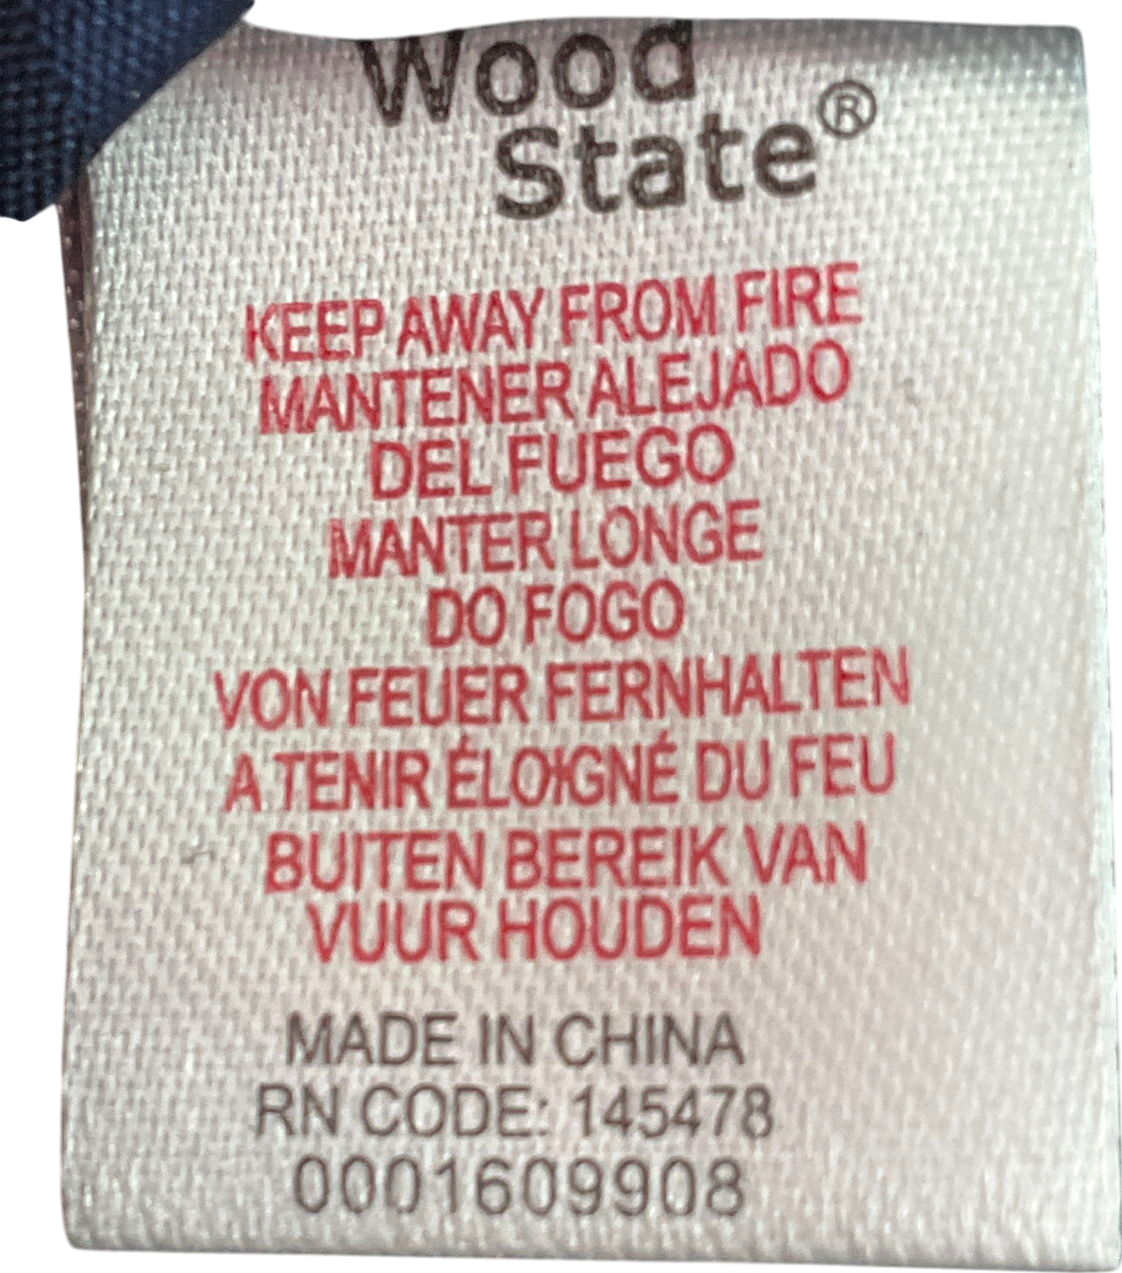 Wood
State®
KEEP AWAY FROM FIRE
MANTENER ALEJADO
DEL FUEGO
MANTER LONGE
DO FOGO
VON FEUER FERNHALTEN
A TENIR ÉLOIGNÉ DU FEU
BUITEN BEREIK VAN
VUUR HOUDEN
MADE IN CHINA
RN CODE: 145478
0001609908